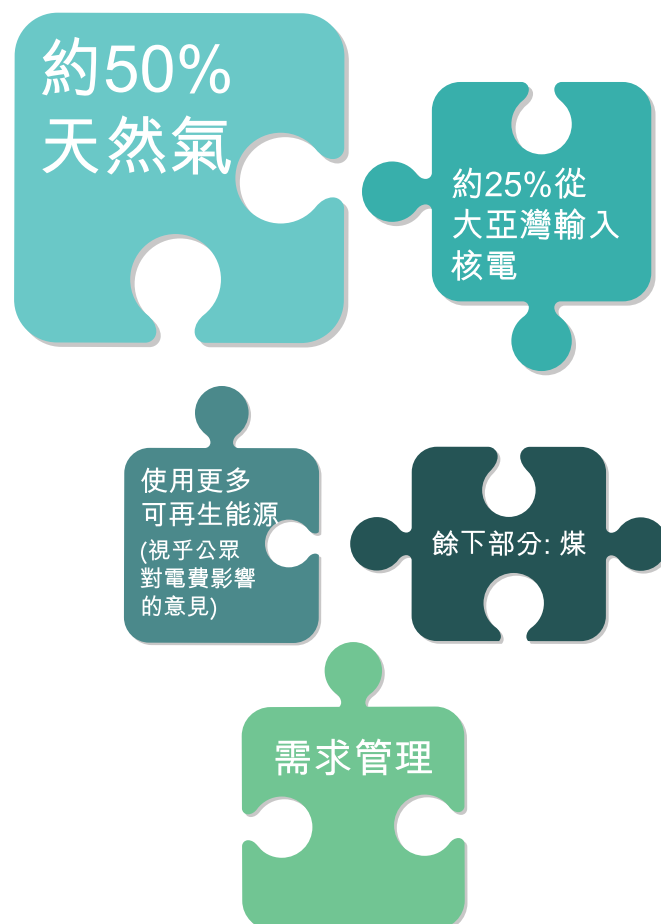 約50%
天然氣
約25%從
大亞灣輸入
核電
使用更多
可再生能源
(視乎公眾
對電費影響
的意見)
餘下部分: 煤
需求管理